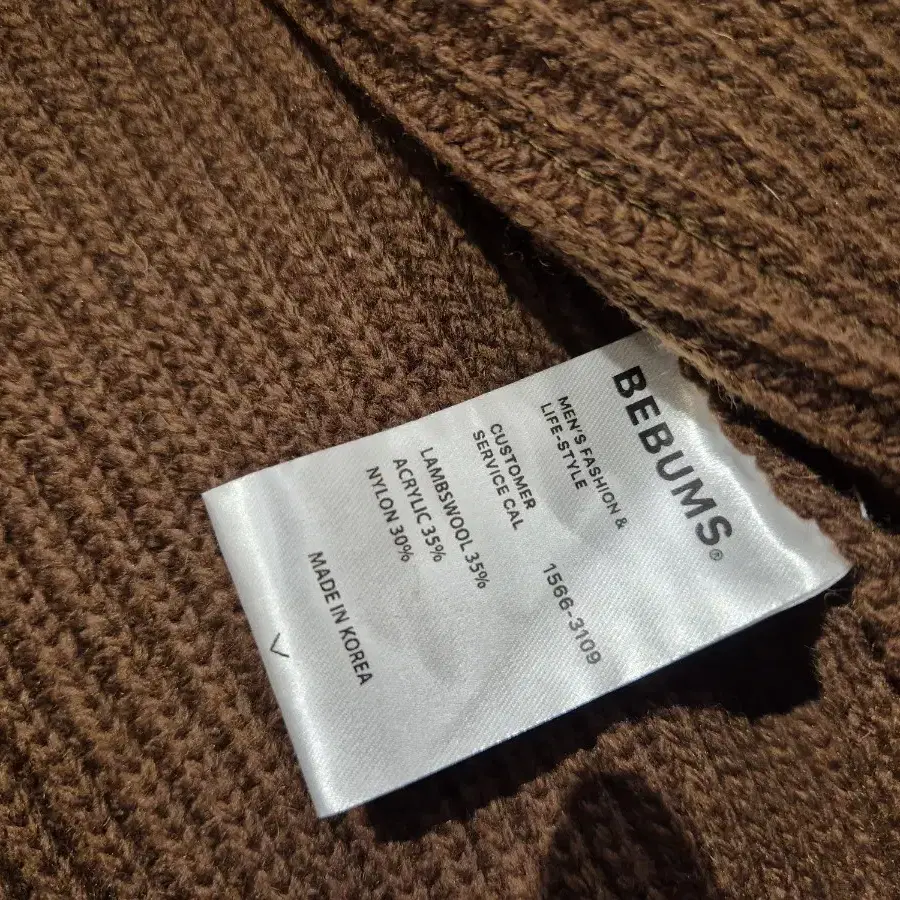 BEBUMS®
MEN'S FASHION &
LIFE-STYLE
CUSTOMER
SERVICE CAL 1566-3109
LAMBSWOOL 35%
ACRYLIC 35%
NYLON 30%
MADE IN KOREA